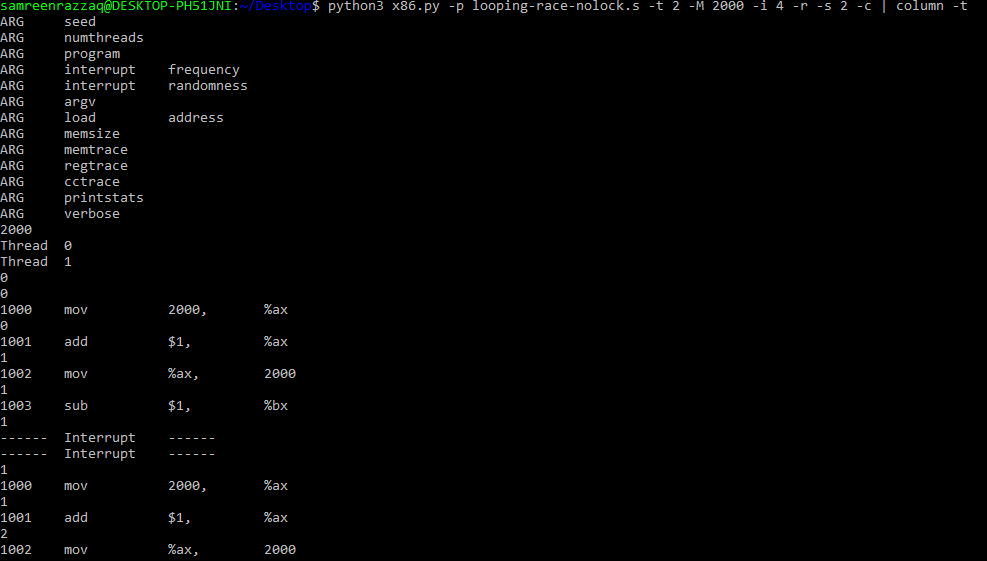 samreenrazzaq@DESKTOP-PH51JNI:~/Desktop$ python3 x86.py -p looping-race-nolock.s -t 2 -M 2000 -i 4 -r -s 2 -c | column -t
ARG seed
ARG numthreads
ARG program
ARG interrupt frequency
ARG interrupt randomness
ARG argv
ARG load address
ARG memsize
ARG memtrace
ARG regtrace
ARG cctrace
ARG printstats
ARG verbose
2000
Thread 0
Thread 1
0
0
1000 mov 2000, %ax
0
1001 add $1, %ax
1
1002 mov %ax, 2000
1
1003 sub $1, %bx
1
------ Interrupt ------
------ Interrupt ------
1
1000 mov 2000, %ax
1
1001 add $1, %ax
2
1002 mov %ax, 2000